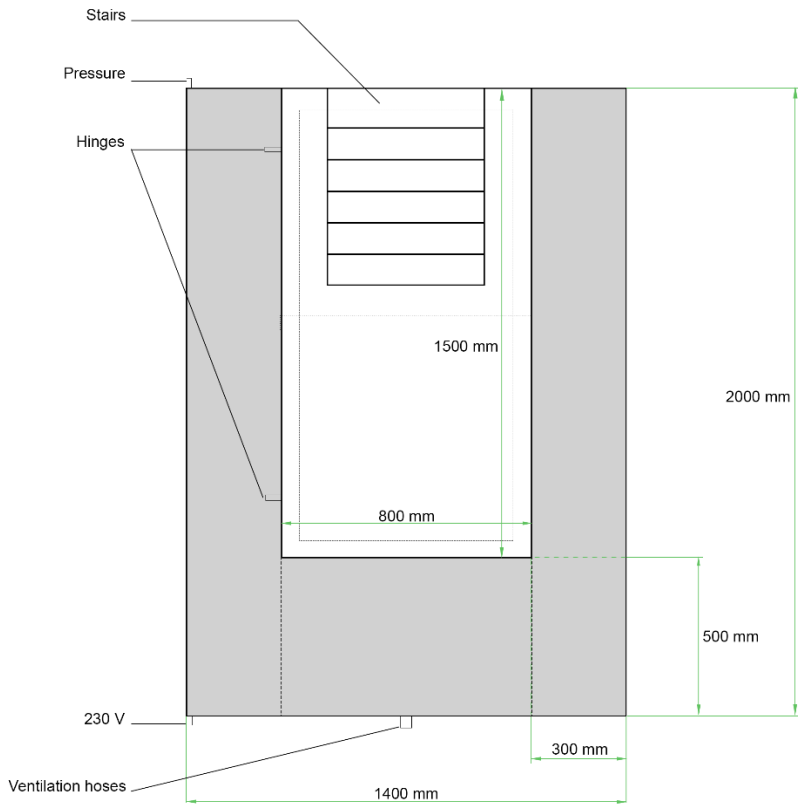 Stairs
Pressure
Hinges
1500 mm
2000 mm
800 mm
500 mm
230 V
300 mm
Ventilation hoses
1400 mm